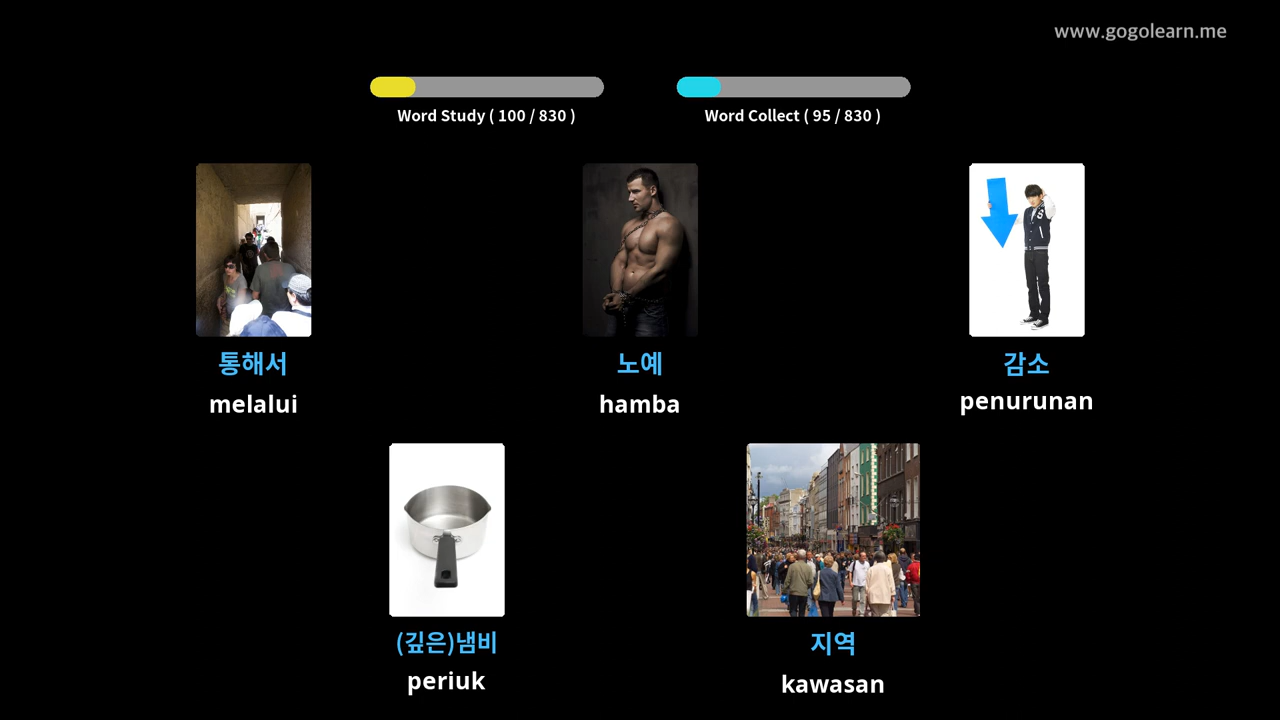 www.gogolearn.me
Word Study ( 100 / 830 )
Word Collect ( 95 / 830 )
통해서
melalui
노예
hamba
감소
penurunan
(깊은)냄비
periuk
지역
kawasan